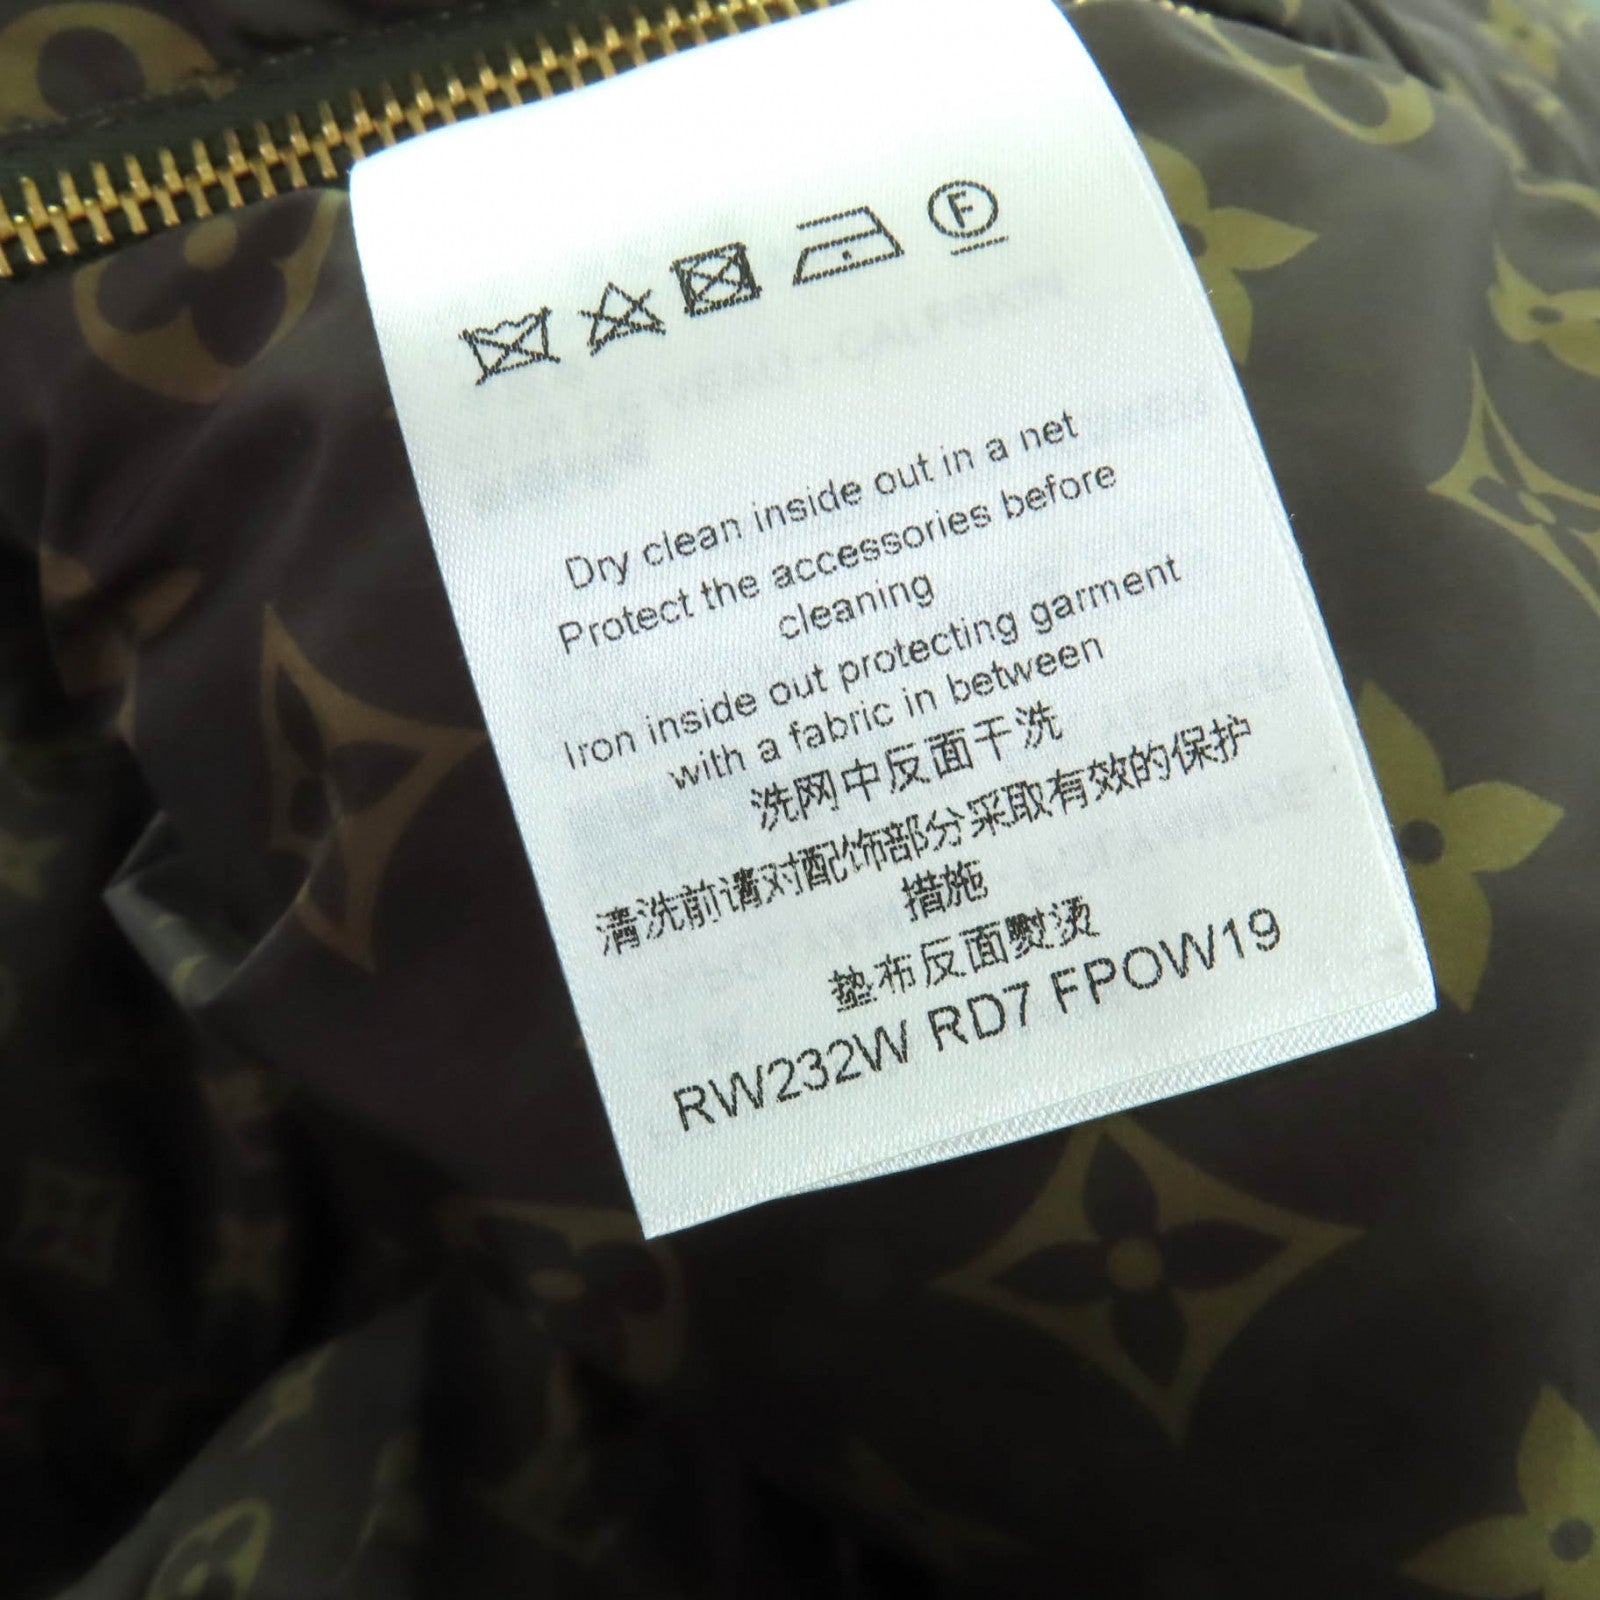 F
Dry clean inside out in a net
Protect the accessories before
cleaning
Iron inside out protecting garment
with a fabric in between
洗网中反面干洗
清洗前请对配饰部分采取有效的保护
措施
垫布反面熨烫
RW232W RD7 FPOW19